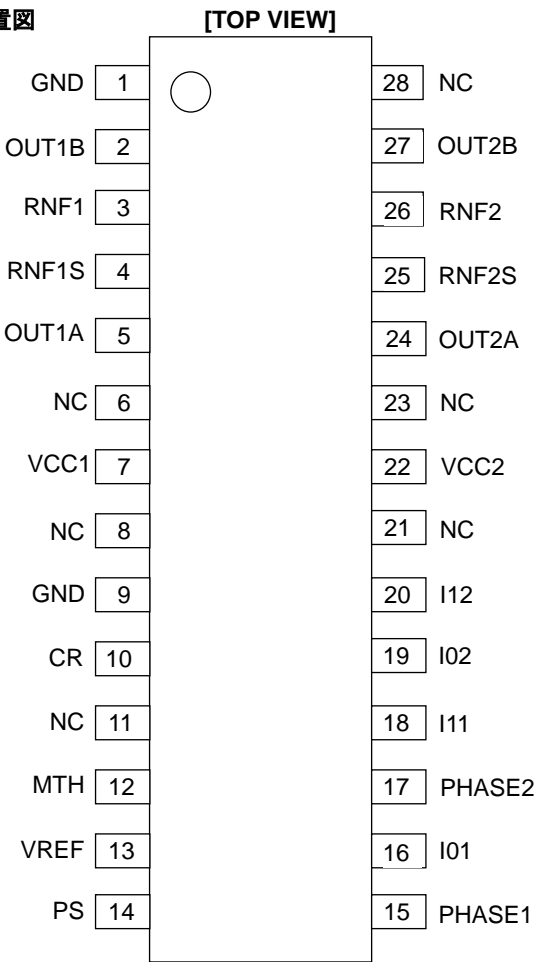 置図 [TOP VIEW]
GND 1 28 NC
OUT1B 2 27 OUT2B
RNF1 3 26 RNF2
RNF1S 4 25 RNF2S
OUT1A 5 24 OUT2A
NC 6 23 NC
VCC1 7 22 VCC2
NC 8 21 NC
GND 9 20 I12
CR 10 19 I02
NC 11 18 I11
MTH 12 17 PHASE2
VREF 13 16 I01
PS 14 15 PHASE1